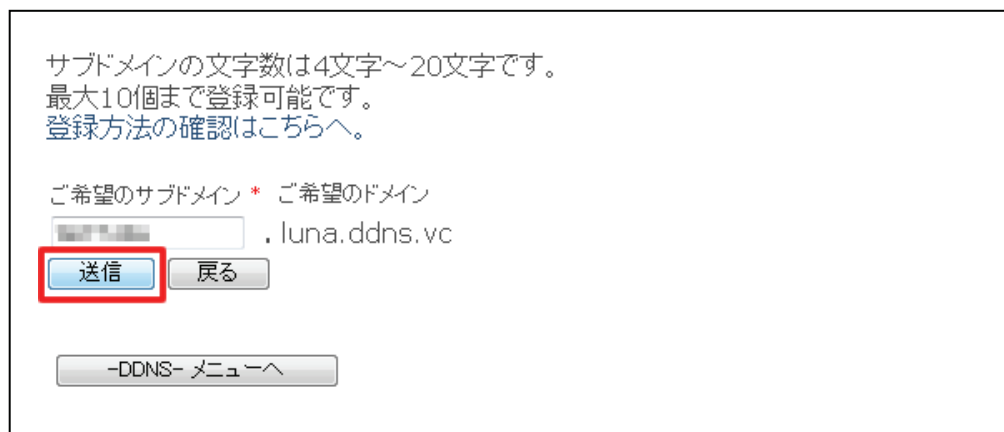 サブドメインの文字数は4文字～20文字です。
最大10個まで登録可能です。
登録方法の確認はこちらへ。
ご希望のサブドメイン * ご希望のドメイン
. luna.ddns.vc
送信 戻る
-DDNS- メニューへ